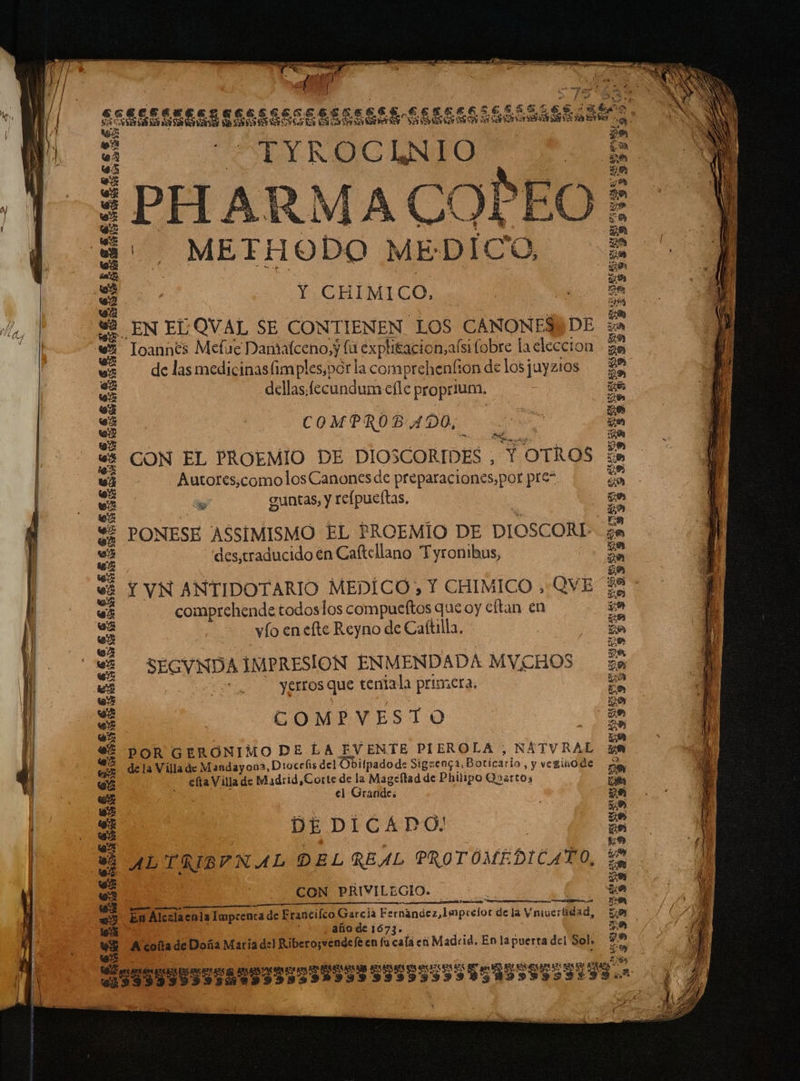 TYROCINIO
PHARMACOPEO
METHODO MEDICO,
Y CHIMICO,
EN EL QVAL SE CONTIENEN LOS CANONES DE
Ioannes Mesue Damasceno, y su explicacion, assi sobre la eleccion
de las medicinas simples, por la comprehension de los juyzios
dellas, secundum esse proprium.
COMPROBADO,
CON EL PROEMIO DE DIOSCORIDES, Y OTROS
Autores, como los Canones de preparaciones, por pre-
guntas, y respuestas.
PONESE ASSIMISMO EL PROEMIO DE DIOSCORI-
des, traducido en Castellano Tyronibus,
Y VN ANTIDOTARIO MEDICO, Y CHIMICO, QVE
comprehende todos los compuestos que oy estan en
vso en este Reyno de Castilla.
SEGVNDA IMPRESION ENMENDADA MVCHOS
yerros que tenia la primera.
COMPVESTO
POR GERONIMO DE LA FVENTE PIEROLA, NATVRAL
de la Villa de Mandayona, Diocesis del Obispado de Siguença, Boticario, y vezino de
esta Villa de Madrid, Corte de la Magestad de Philipo Quarto,
el Grande.
DEDICADO.
AL TRIBVNAL DEL REAL PROTOMEDICATO,
CON PRIVILEGIO.
En Alcala en la Imprenta de Francisco Garcia Fernandez, Impresor de la Vniuersidad,
año de 1673.
A costa de Doña Maria del Ribero, vendese en su casa en Madrid. En la puerta del Sol.